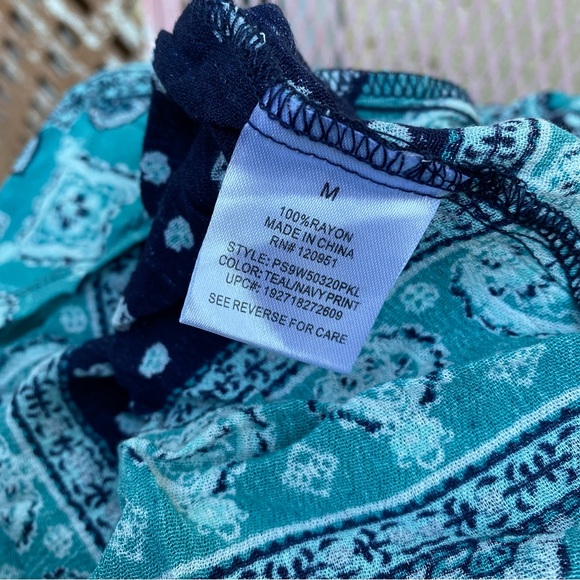 M
100%RAYON
MADE IN CHINA
RN# 120951
STYLE: PS9W50320PKL
COLOR: TEAL/NAVY PRINT
UPC#: 192718272609
SEE REVERSE FOR CARE